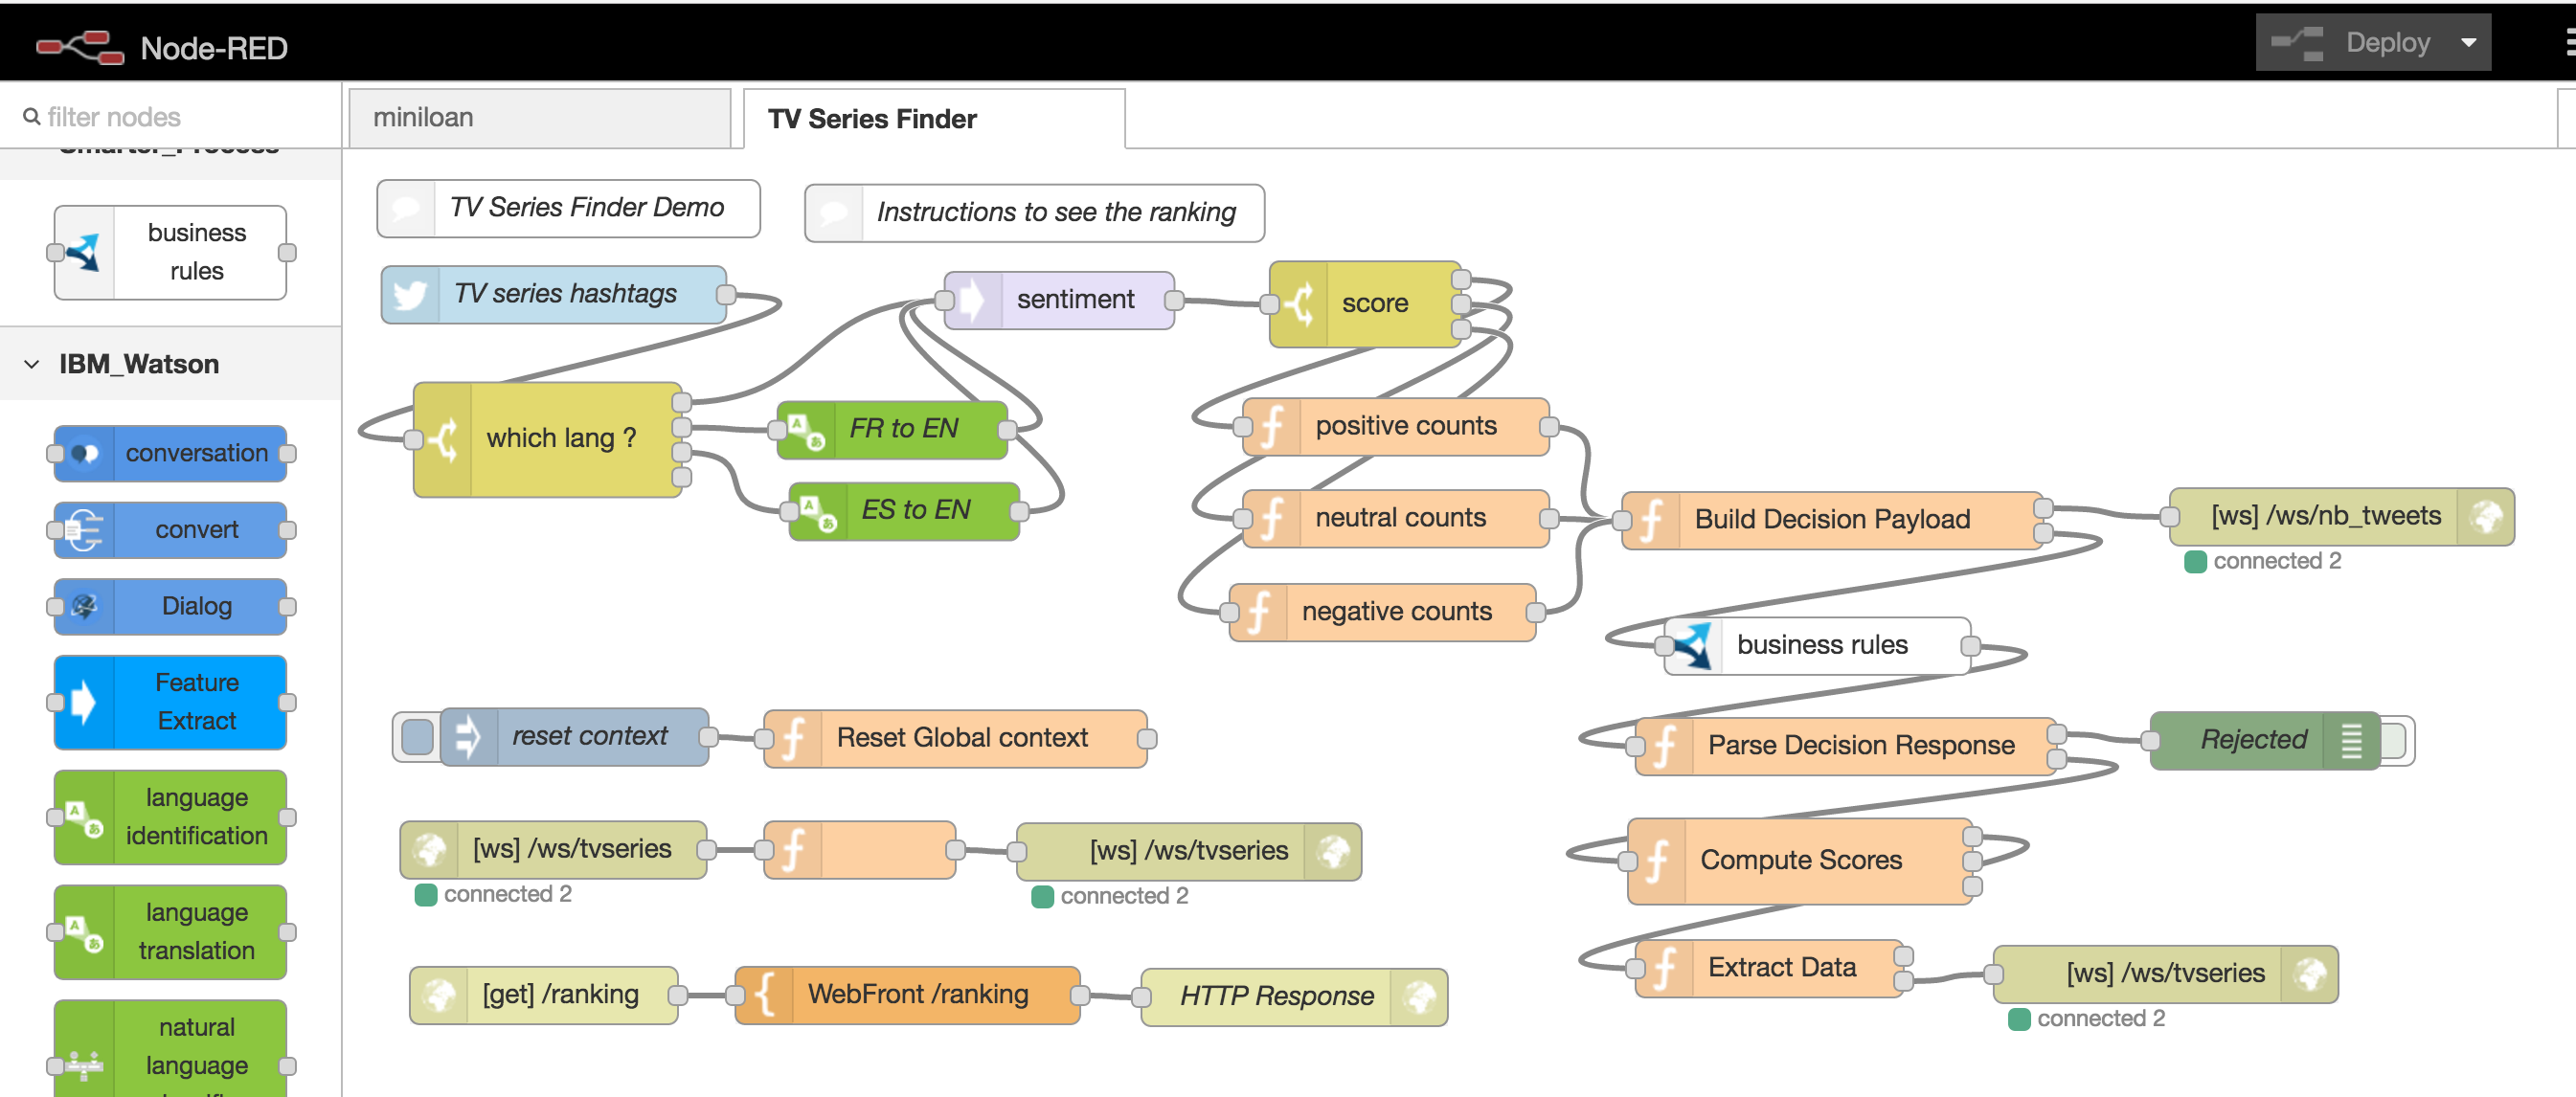 Node-RED
Deploy
filter nodes
miniloan
TV Series Finder
Smarter_Process
business
rules
IBM_Watson
conversation
convert
Dialog
Feature
Extract
language
identification
language
translation
natural
language
TV Series Finder Demo
Instructions to see the ranking
TV series hashtags
sentiment
score
which lang ?
FR to EN
ES to EN
positive counts
neutral counts
negative counts
Build Decision Payload
[ws] /ws/nb_tweets
connected 2
business rules
reset context
Reset Global context
Parse Decision Response
Rejected
[ws] /ws/tvseries
connected 2
[ws] /ws/tvseries
connected 2
Compute Scores
[get] /ranking
WebFront /ranking
HTTP Response
Extract Data
[ws] /ws/tvseries
connected 2